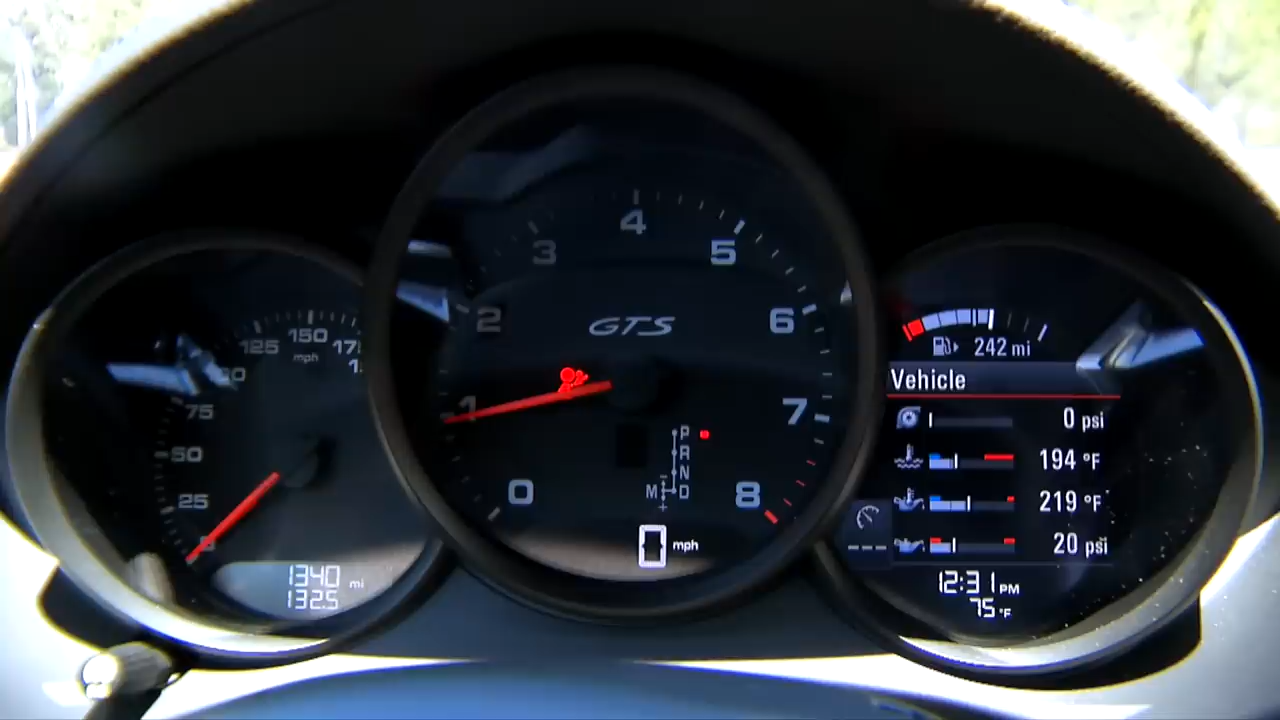 25
50
75
125
150
mph
0
1
2
3
4
5
6
7
8
GTS
P
R
N
M D
+
0 mph
1340 mi
132.5
242 mi
Vehicle
0 psi
194 °F
219 °F
20 psi
---
12:31 PM
75 °F